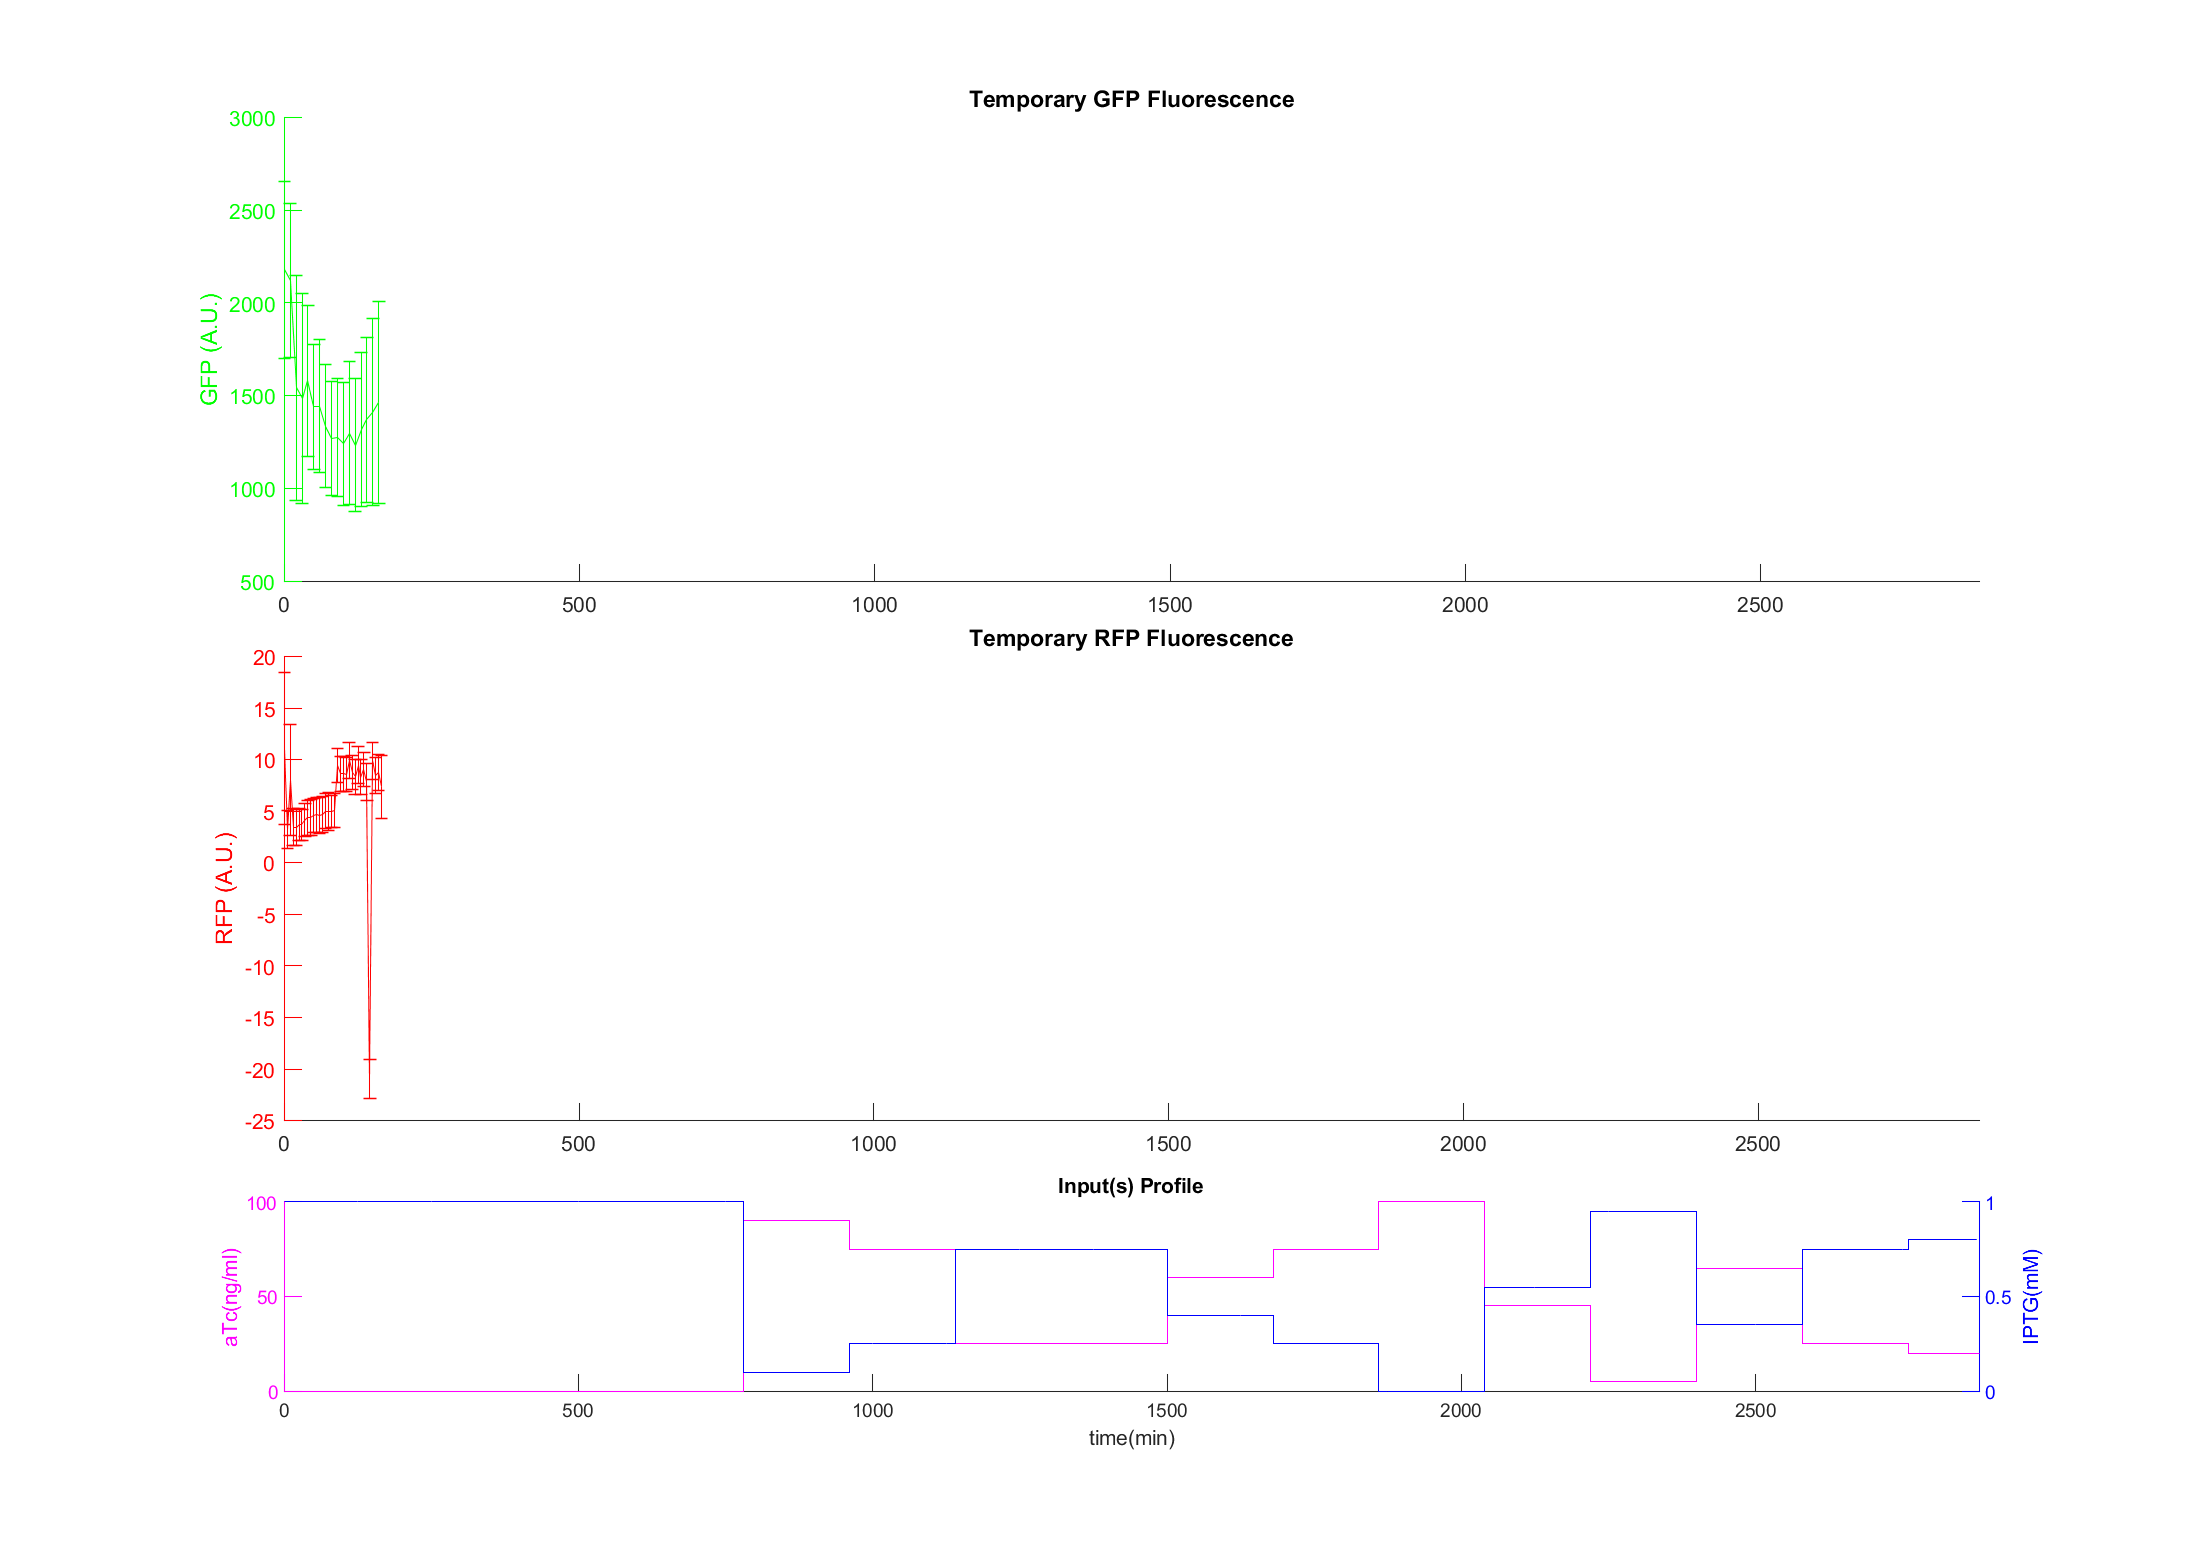 Temporary GFP Fluorescence
3000
2500
2000
1500
1000
500
GFP (A.U.)
0 500 1000 1500 2000 2500
Temporary RFP Fluorescence
20
15
10
5
0
-5
-10
-15
-20
-25
RFP (A.U.)
0 500 1000 1500 2000 2500
Input(s) Profile
100
50
0
aTc(ng/ml)
1
0.5
0
IPTG(mM)
0 500 1000 1500 2000 2500
time(min)